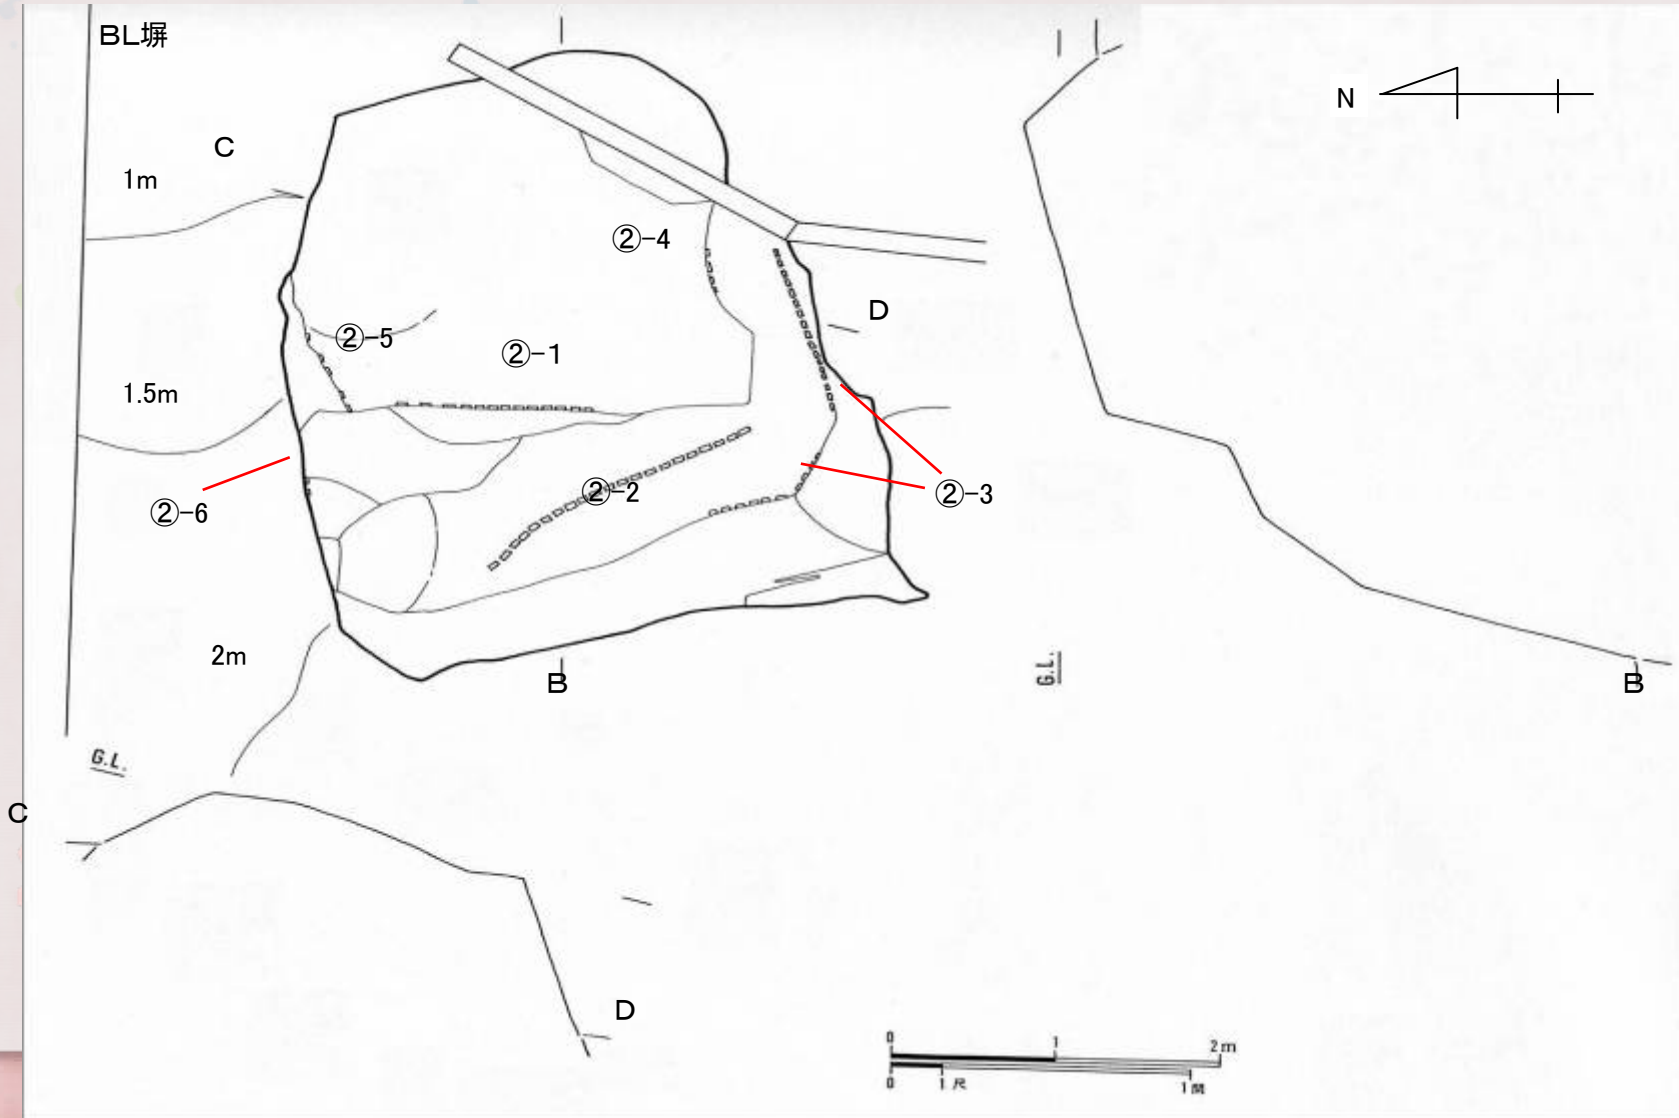 BL塀
C
1m
N
②-4
D
②-5
②-1
1.5m
②-2
②-3
②-6
2m
B
G.L.
B
G.L.
C
D
0 1 2m
0 1尺 1間